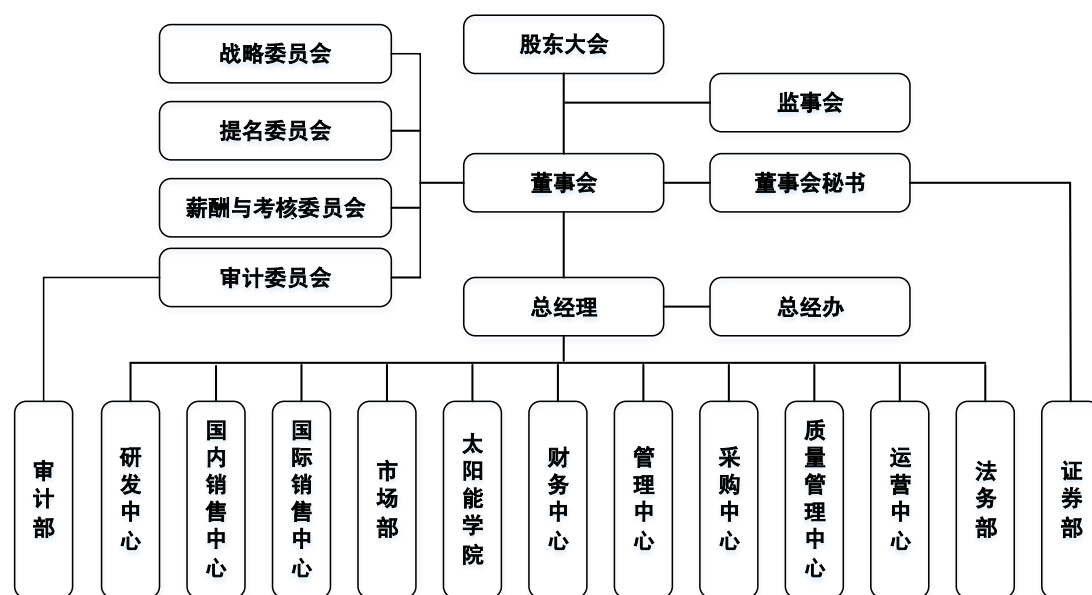 战略委员会
股东大会
提名委员会
监事会
薪酬与考核委员会
董事会
董事会秘书
审计委员会
总经理
总经办
审计部
研发中心
国内销售中心
国际销售中心
市场部
太阳能学院
财务中心
管理中心
采购中心
质量管理中心
运营中心
法务部
证券部